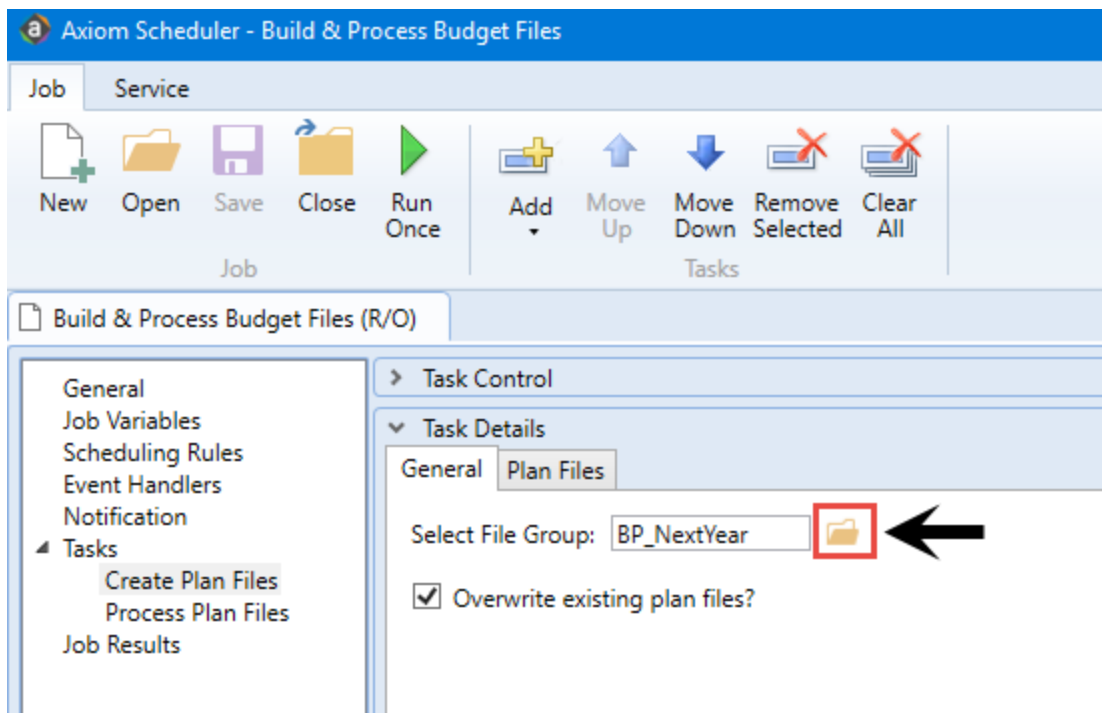 Axiom Scheduler - Build & Process Budget Files
Job Service
New Open Save Close Run Once Add Move Up Move Down Remove Selected Clear All
Job Tasks
Build & Process Budget Files (R/O)
General
Job Variables
Scheduling Rules
Event Handlers
Notification
Tasks
Create Plan Files
Process Plan Files
Job Results
Task Control
Task Details
General Plan Files
Select File Group: BP_NextYear
Overwrite existing plan files?